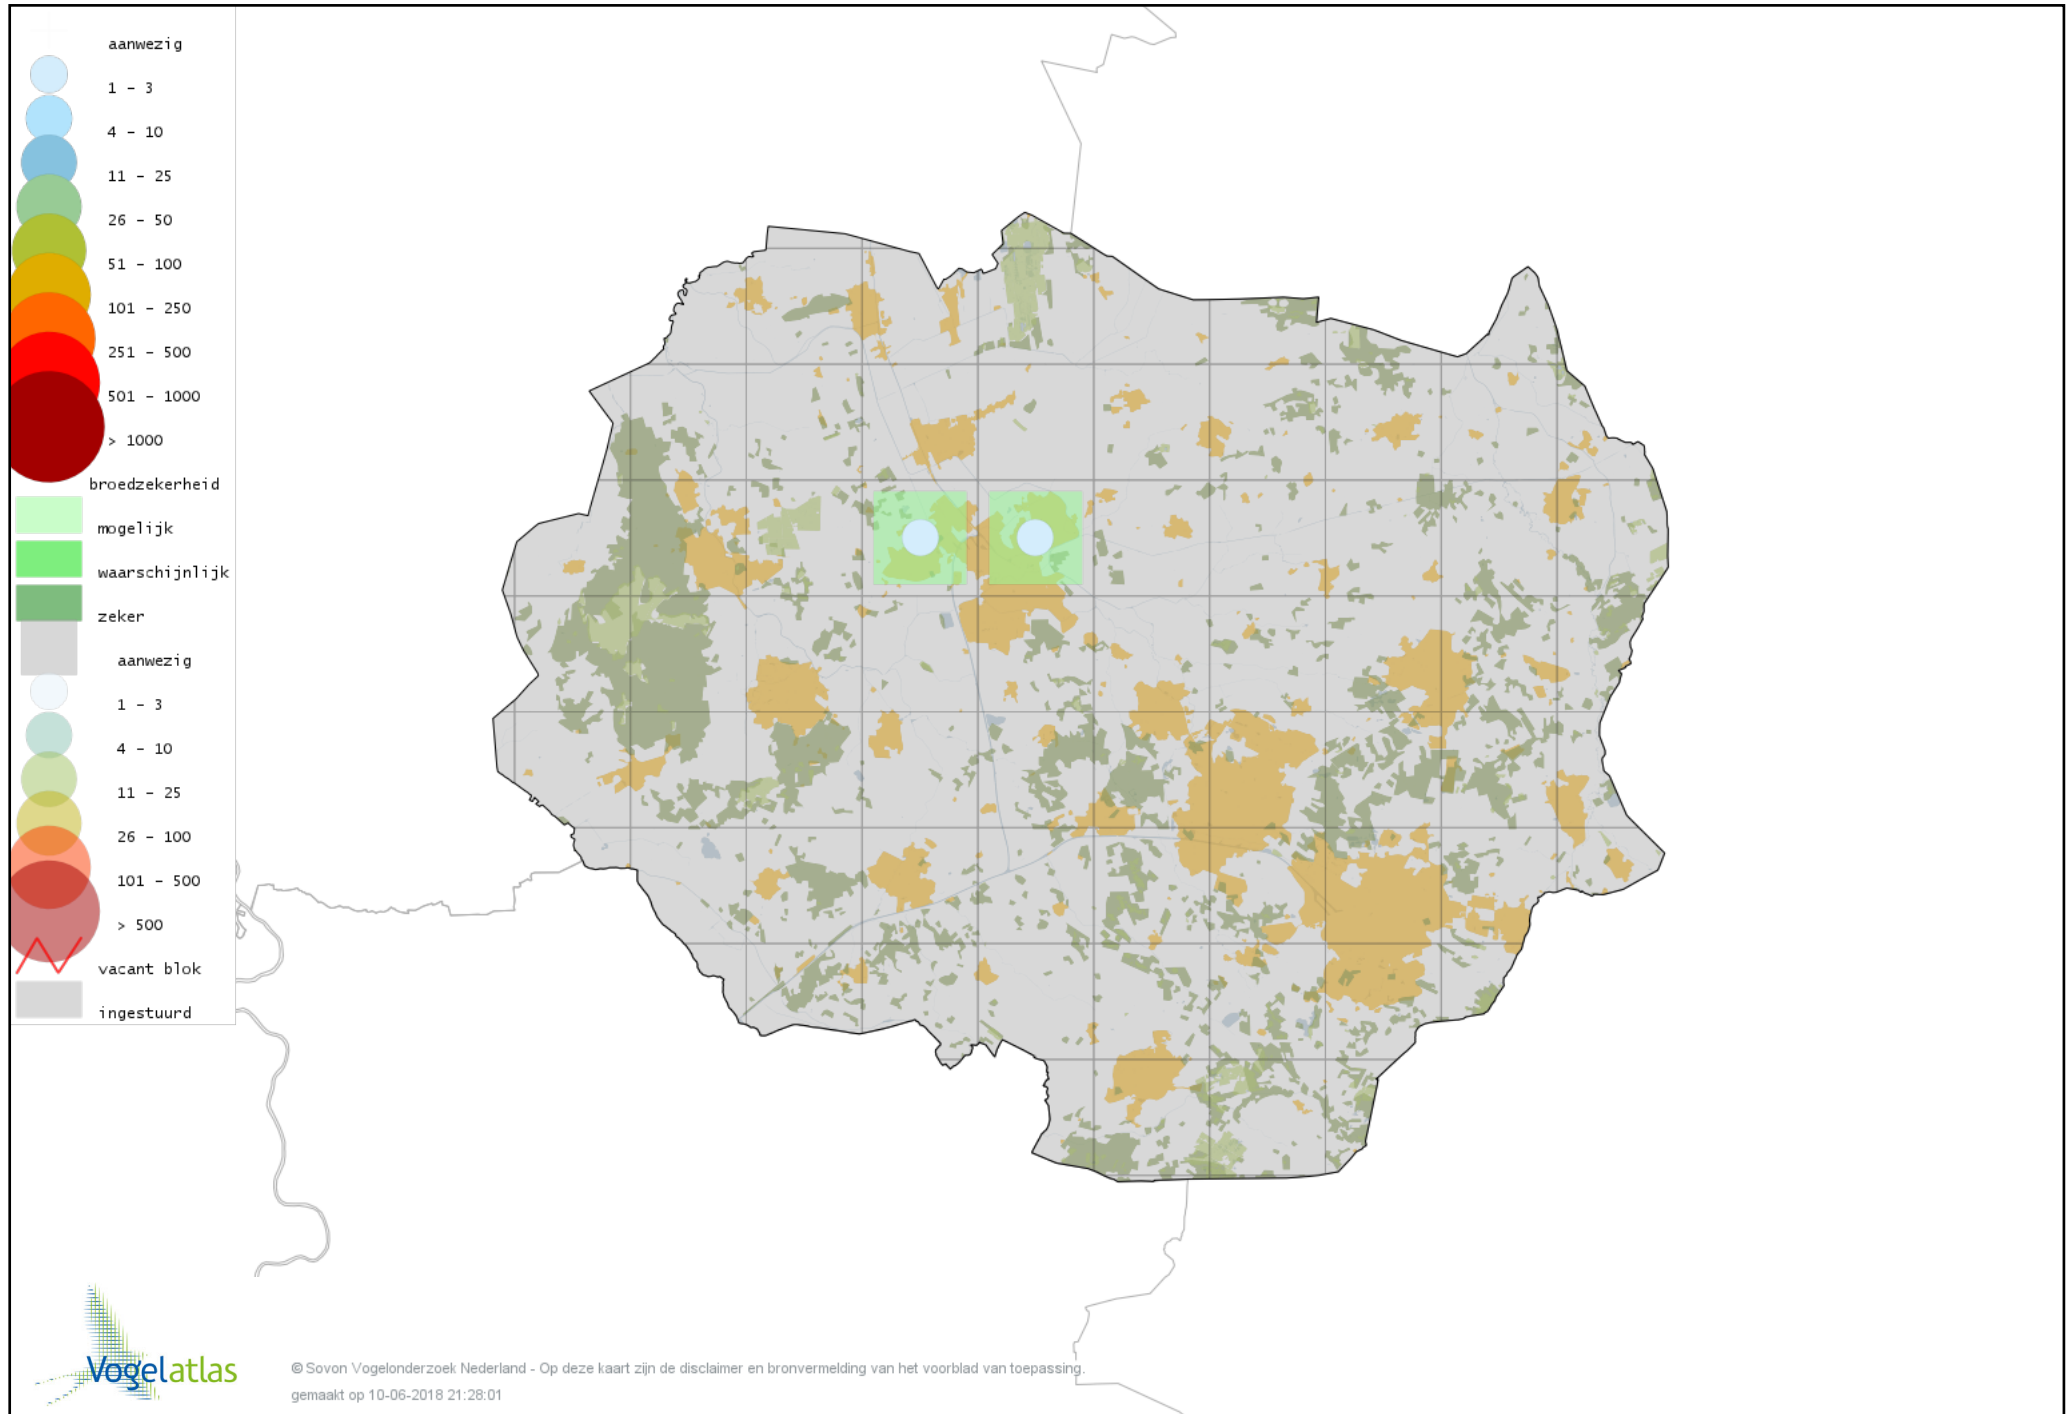 aanwezig
1 - 3
4 - 10
11 - 25
26 - 50
51 - 100
101 - 250
251 - 500
501 - 1000
> 1000
broedzekerheid
mogelijk
waarschijnlijk
zeker
aanwezig
1 - 3
4 - 10
11 - 25
26 - 100
101 - 500
> 500
vacant blok
ingestuurd
Vogelatlas
© Sovon Vogelonderzoek Nederland - Op deze kaart zijn de disclaimer en bronvermelding van het voorblad van toepassing.
gemaakt op 10-06-2018 21:28:01